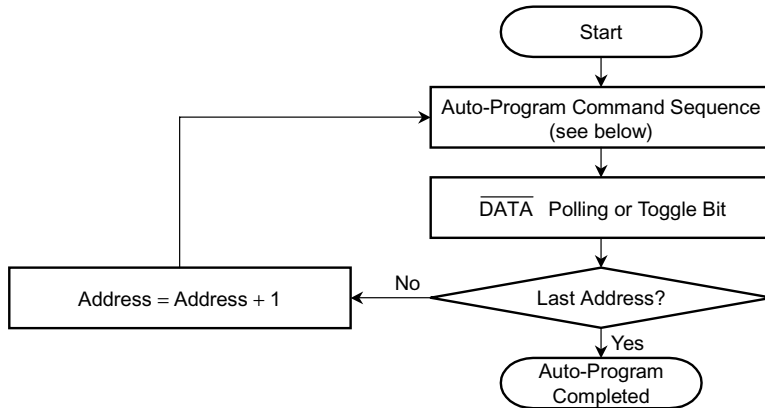 Start
Auto-Program Command Sequence
(see below)
DATA Polling or Toggle Bit
Address = Address + 1
No
Last Address?
Yes
Auto-Program
Completed